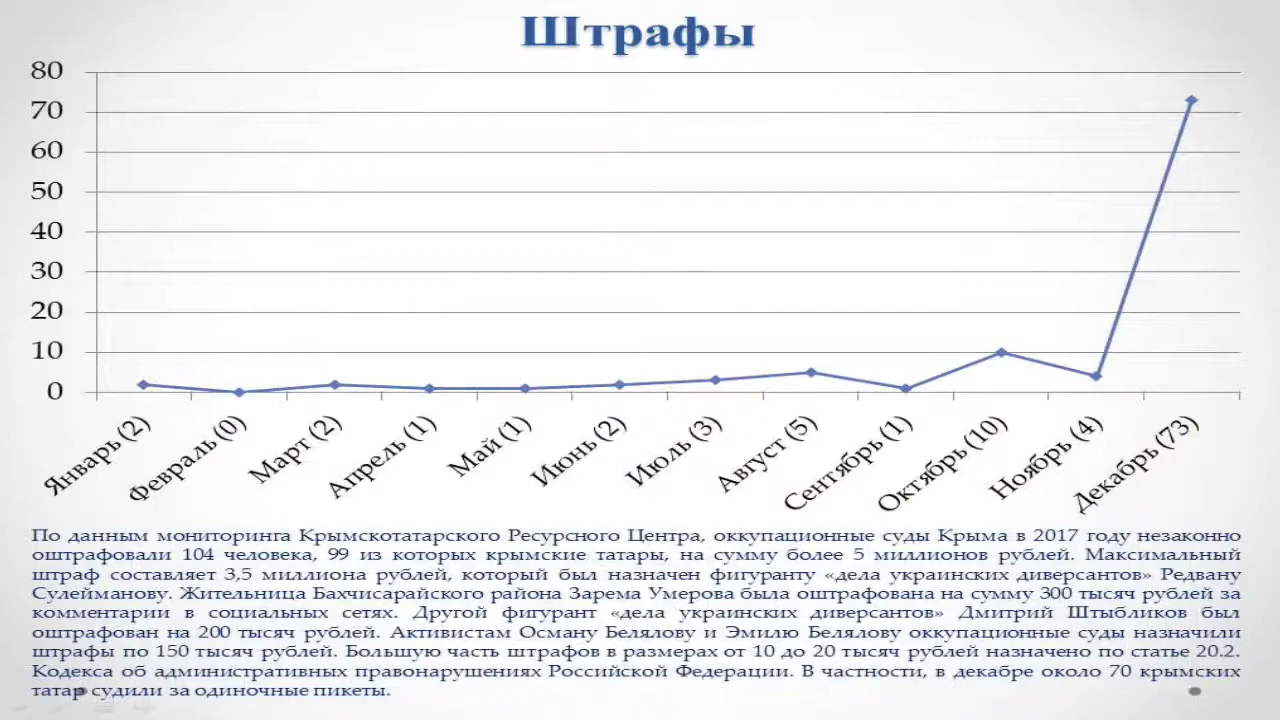 Штрафы
80
70
60
50
40
30
20
10
0
Январь (2)
Февраль (0)
Март (2)
Апрель (1)
Май (1)
Июнь (2)
Июль (3)
Август (5)
Сентябрь (1)
Октябрь (10)
Ноябрь (4)
Декабрь (73)
По данным мониторинга Крымскотатарского Ресурсного Центра, оккупационные суды Крыма в 2017 году незаконно
оштрафовали 104 человека, 99 из которых крымские татары, на сумму более 5 миллионов рублей. Максимальный
штраф составляет 3,5 миллиона рублей, который был назначен фигуранту «дела украинских диверсантов» Редвану
Сулейманову. Жительница Бахчисарайского района Зарема Умерова была оштрафована на сумму 300 тысяч рублей за
комментарии в социальных сетях. Другой фигурант «дела украинских диверсантов» Дмитрий Штыбликов был
оштрафован на 200 тысяч рублей. Активистам Осману Белялову и Эмилю Белялову оккупационные суды назначили
штрафы по 150 тысяч рублей. Большую часть штрафов в размерах от 10 до 20 тысяч рублей назначено по статье 20.2.
Кодекса об административных правонарушениях Российской Федерации. В частности, в декабре около 70 крымских
татар судили за одиночные пикеты.